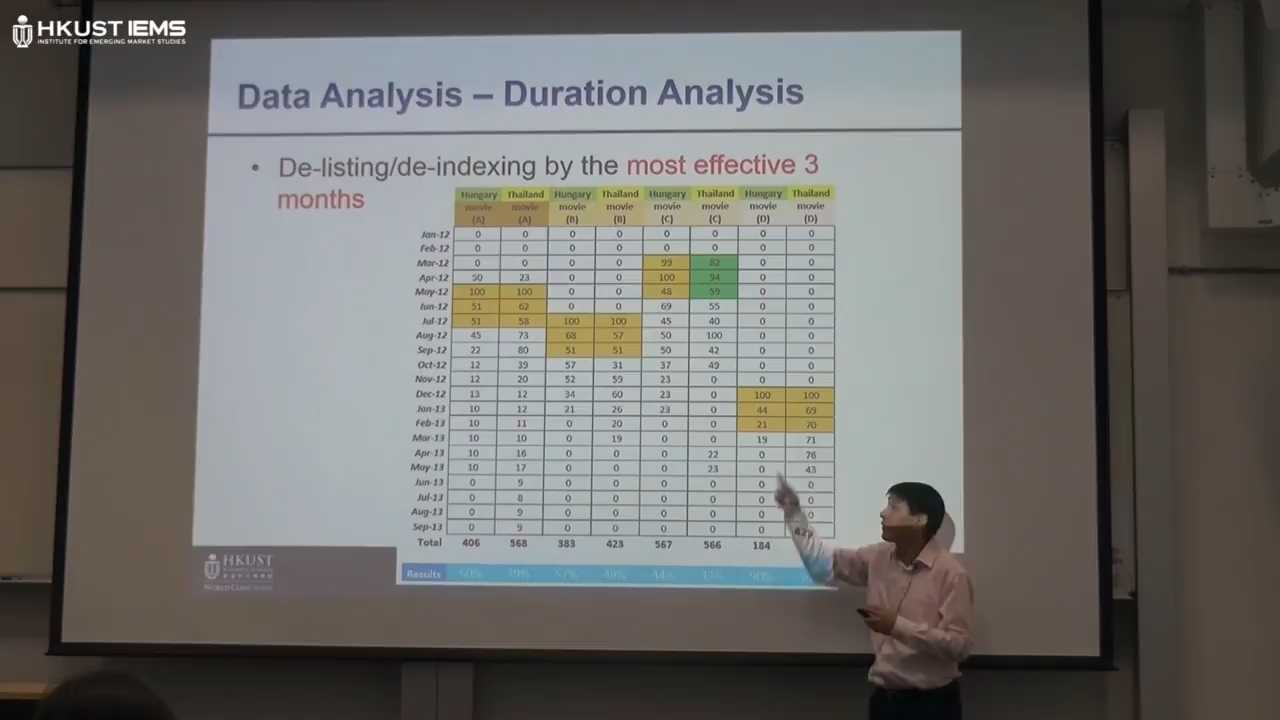 HKUST IEMS
INSTITUTE FOR EMERGING MARKET STUDIES
Data Analysis – Duration Analysis
• De-listing/de-indexing by the most effective 3
months
Hungary Thailand Hungary Thailand Hungary Thailand Hungary Thailand
movie movie movie movie movie movie movie movie
(A) (A) (B) (B) (C) (C) (D) (D)
Jan-12 0 0 0 0 0 0 0 0
Feb-12 0 0 0 0 0 0 0 0
Mar-12 0 0 0 0 99 82 0 0
Apr-12 50 23 0 0 100 94 0 0
May-12 100 100 0 0 48 59 0 0
Jun-12 51 62 0 0 69 55 0 0
Jul-12 51 58 100 100 45 40 0 0
Aug-12 45 73 68 57 50 100 0 0
Sep-12 22 80 51 51 50 42 0 0
Oct-12 12 39 57 31 37 49 0 0
Nov-12 12 20 52 59 23 0 0 0
Dec-12 13 12 34 60 23 0 100 100
Jan-13 10 12 21 26 23 0 44 69
Feb-13 10 11 0 20 0 0 21 70
Mar-13 10 10 0 19 0 0 19 71
Apr-13 10 16 0 0 0 22 0 76
May-13 10 17 0 0 0 23 0 43
Jun-13 0 9 0 0 0 0 0 0
Jul-13 0 8 0 0 0 0 0 0
Aug-13 0 9 0 0 0 0 0 0
Sep-13 0 9 0 0 0 0 0
Total 406 568 383 423 567 566 184
Results 50% 39% 57% 49% 44% 90%
HKUST